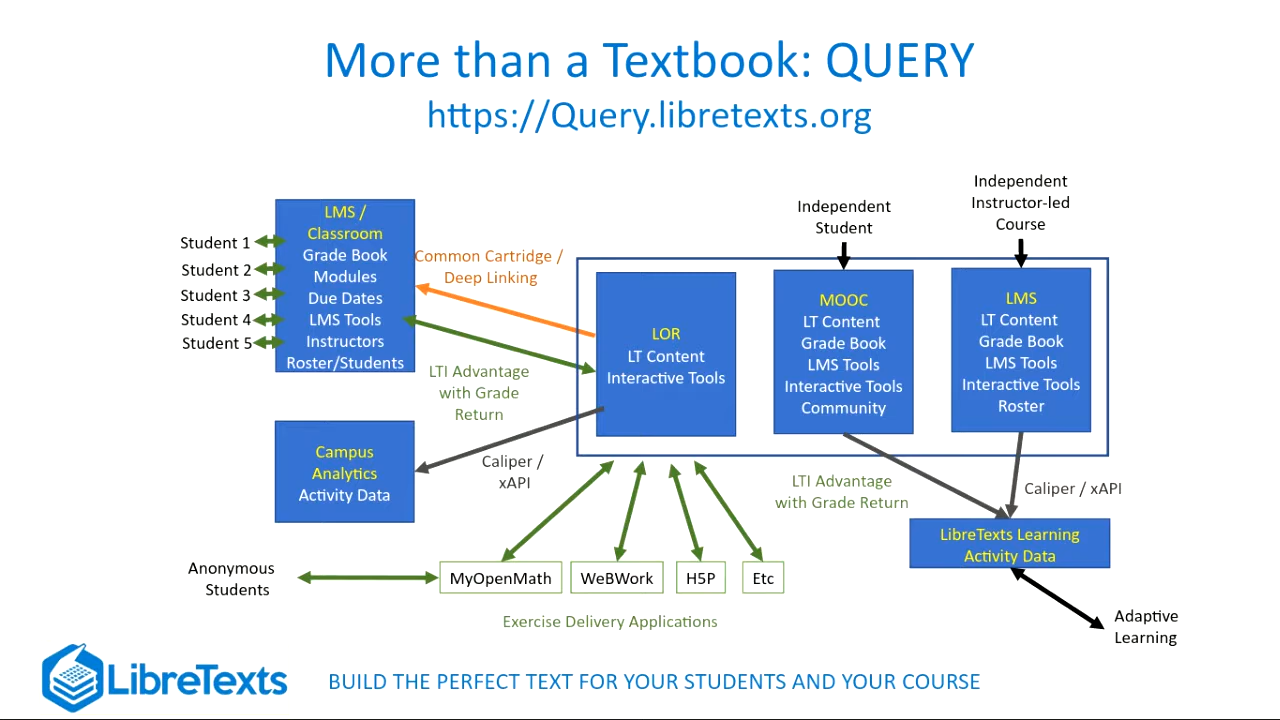 More than a Textbook: QUERY
https://Query.libretexts.org
Student 1
Student 2
Student 3
Student 4
Student 5
LMS /
Classroom
Grade Book
Modules
Due Dates
LMS Tools
Instructors
Roster/Students
Common Cartridge /
Deep Linking
LTI Advantage
with Grade
Return
Campus
Analytics
Activity Data
Caliper /
xAPI
LOR
LT Content
Interactive Tools
Independent
Student
MOOC
LT Content
Grade Book
LMS Tools
Interactive Tools
Community
Independent
Instructor-led
Course
LMS
LT Content
Grade Book
LMS Tools
Interactive Tools
Roster
LTI Advantage
with Grade Return
Caliper / xAPI
LibreTexts Learning
Activity Data
Adaptive
Learning
Anonymous
Students
MyOpenMath
WeBWork
H5P
Etc
Exercise Delivery Applications
LibreTexts
BUILD THE PERFECT TEXT FOR YOUR STUDENTS AND YOUR COURSE